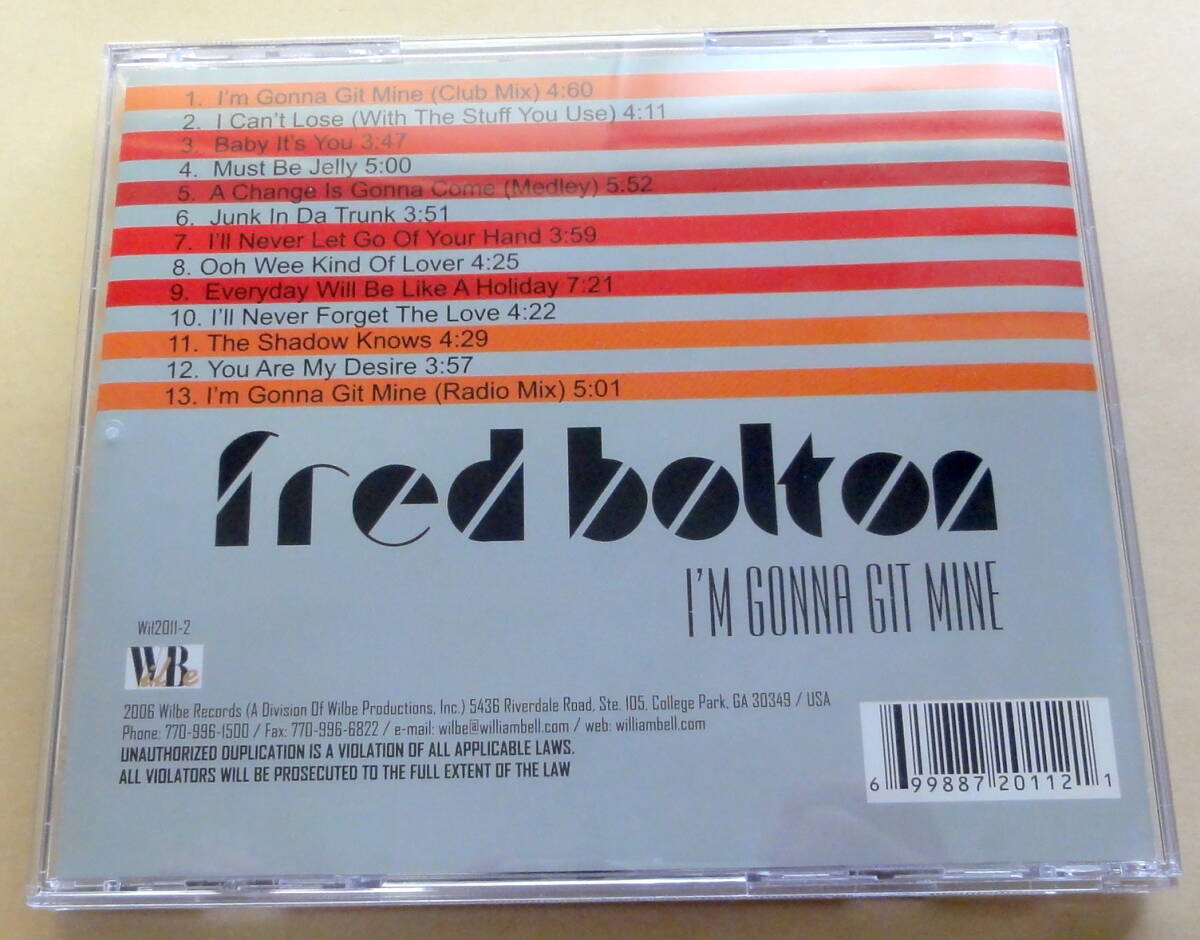 1. I'm Gonna Git Mine (Club Mix) 4:60
2. I Can't Lose (With The Stuff You Use) 4:11
3. Baby It's You 3:47
4. Must Be Jelly 5:00
5. A Change Is Gonna Come (Medley) 5:52
6. Junk In Da Trunk 3:51
7. I'll Never Let Go Of Your Hand 3:59
8. Ooh Wee Kind Of Lover 4:25
9. Everyday Will Be Like A Holiday 7:21
10. I'll Never Forget The Love 4:22
11. The Shadow Knows 4:29
12. You Are My Desire 3:57
13. I'm Gonna Git Mine (Radio Mix) 5:01
fred bolton
I'M GONNA GIT MINE
Wil2011-2
WilBe
2006 Wilbe Records (A Division Of Wilbe Productions, Inc.) 5436 Riverdale Road, Ste. 105, College Park, GA 30349 / USA
Phone: 770-996-1500 / Fax: 770-996-6822 / e-mail: wilbe@williambell.com / web: williambell.com
UNAUTHORIZED DUPLICATION IS A VIOLATION OF ALL APPLICABLE LAWS.
ALL VIOLATORS WILL BE PROSECUTED TO THE FULL EXTENT OF THE LAW
6 99887 20112 1